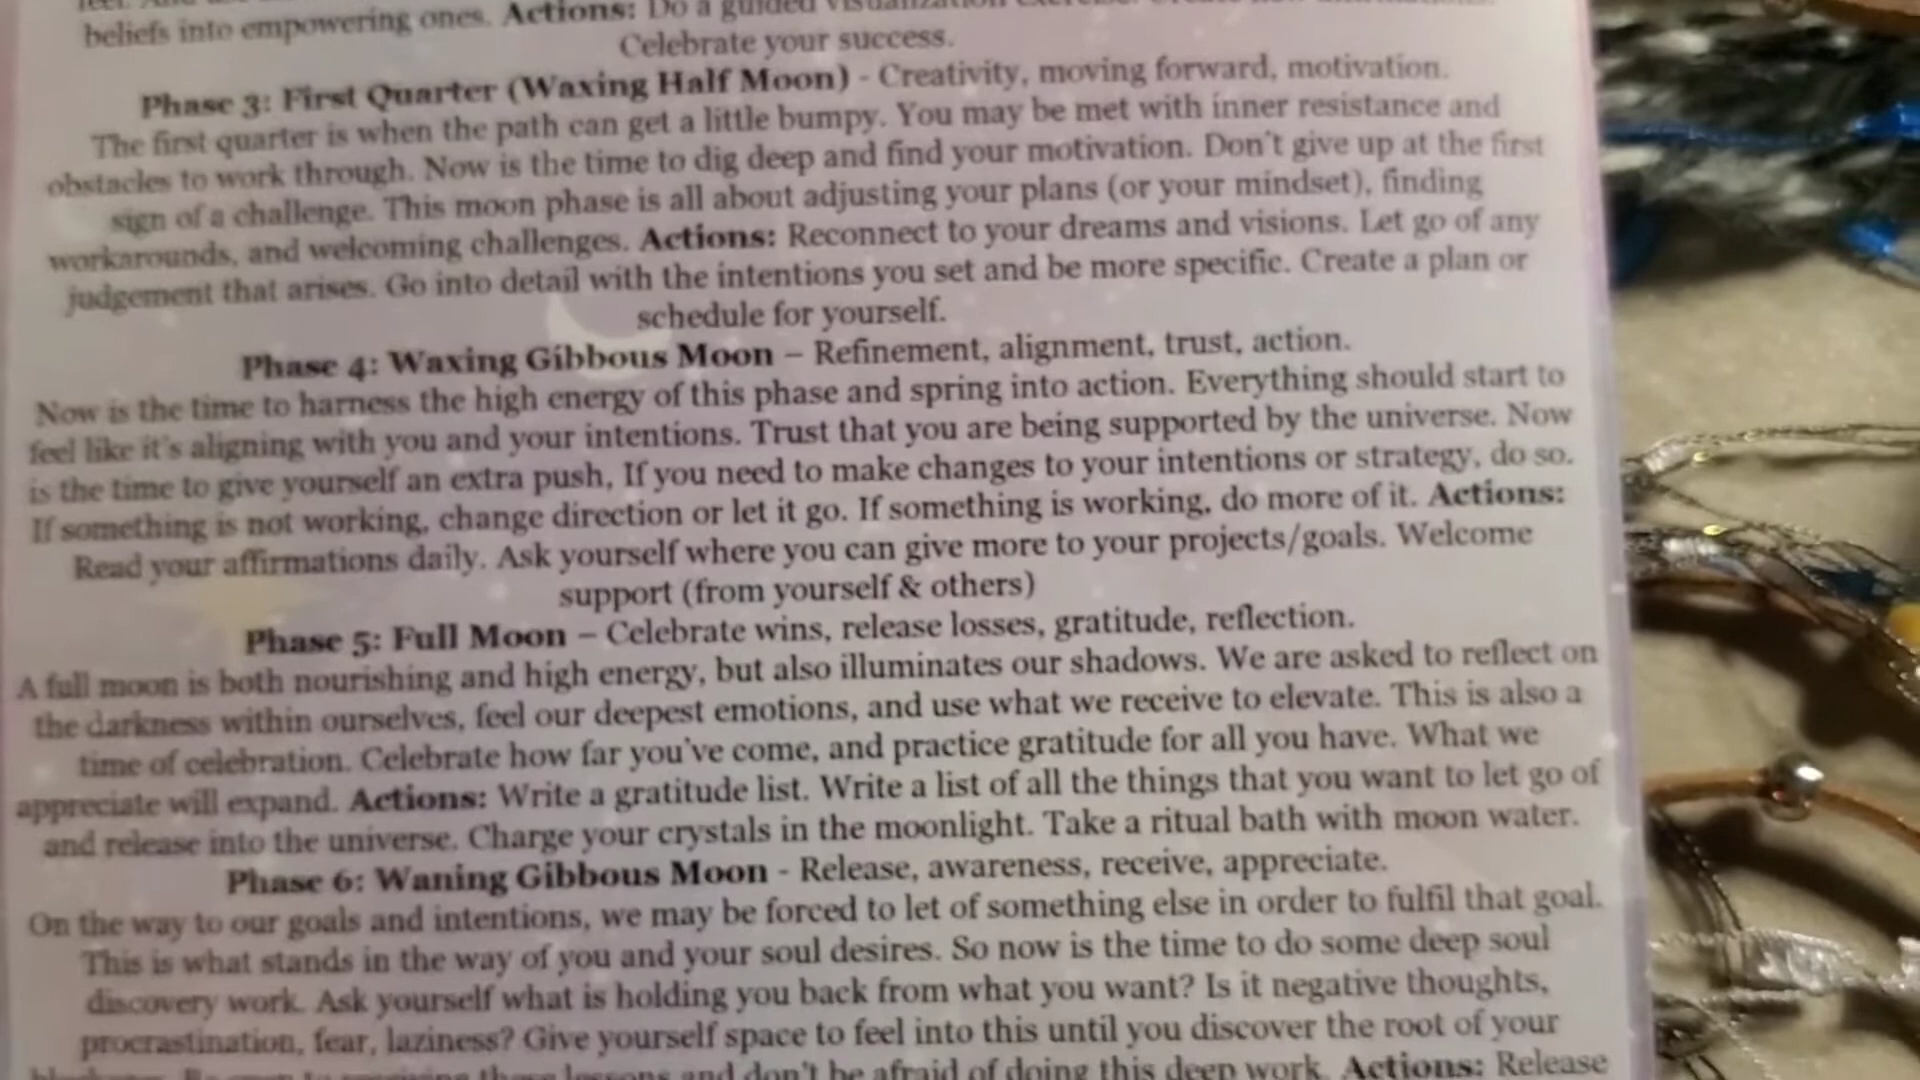 beliefs into empowering ones. Actions: Do a guided visualization exercise. Create new affirmations.
Celebrate your success.
Phase 3: First Quarter (Waxing Half Moon) - Creativity, moving forward, motivation.
The first quarter is when the path can get a little bumpy. You may be met with inner resistance and
obstacles to work through. Now is the time to dig deep and find your motivation. Don't give up at the first
sign of a challenge. This moon phase is all about adjusting your plans (or your mindset), finding
workarounds, and welcoming challenges. Actions: Reconnect to your dreams and visions. Let go of any
judgement that arises. Go into detail with the intentions you set and be more specific. Create a plan or
schedule for yourself.
Phase 4: Waxing Gibbous Moon – Refinement, alignment, trust, action.
Now is the time to harness the high energy of this phase and spring into action. Everything should start to
feel like it's aligning with you and your intentions. Trust that you are being supported by the universe. Now
is the time to give yourself an extra push, If you need to make changes to your intentions or strategy, do so.
If something is not working, change direction or let it go. If something is working, do more of it. Actions:
Read your affirmations daily. Ask yourself where you can give more to your projects/goals. Welcome
support (from yourself & others)
Phase 5: Full Moon – Celebrate wins, release losses, gratitude, reflection.
A full moon is both nourishing and high energy, but also illuminates our shadows. We are asked to reflect on
the darkness within ourselves, feel our deepest emotions, and use what we receive to elevate. This is also a
time of celebration. Celebrate how far you've come, and practice gratitude for all you have. What we
appreciate will expand. Actions: Write a gratitude list. Write a list of all the things that you want to let go of
and release into the universe. Charge your crystals in the moonlight. Take a ritual bath with moon water.
Phase 6: Waning Gibbous Moon - Release, awareness, receive, appreciate.
On the way to our goals and intentions, we may be forced to let of something else in order to fulfil that goal.
This is what stands in the way of you and your soul desires. So now is the time to do some deep soul
discovery work. Ask yourself what is holding you back from what you want? Is it negative thoughts,
procrastination, fear, laziness? Give yourself space to feel into this until you discover the root of your
lessons and don't be afraid of doing this deep work. Actions: Release